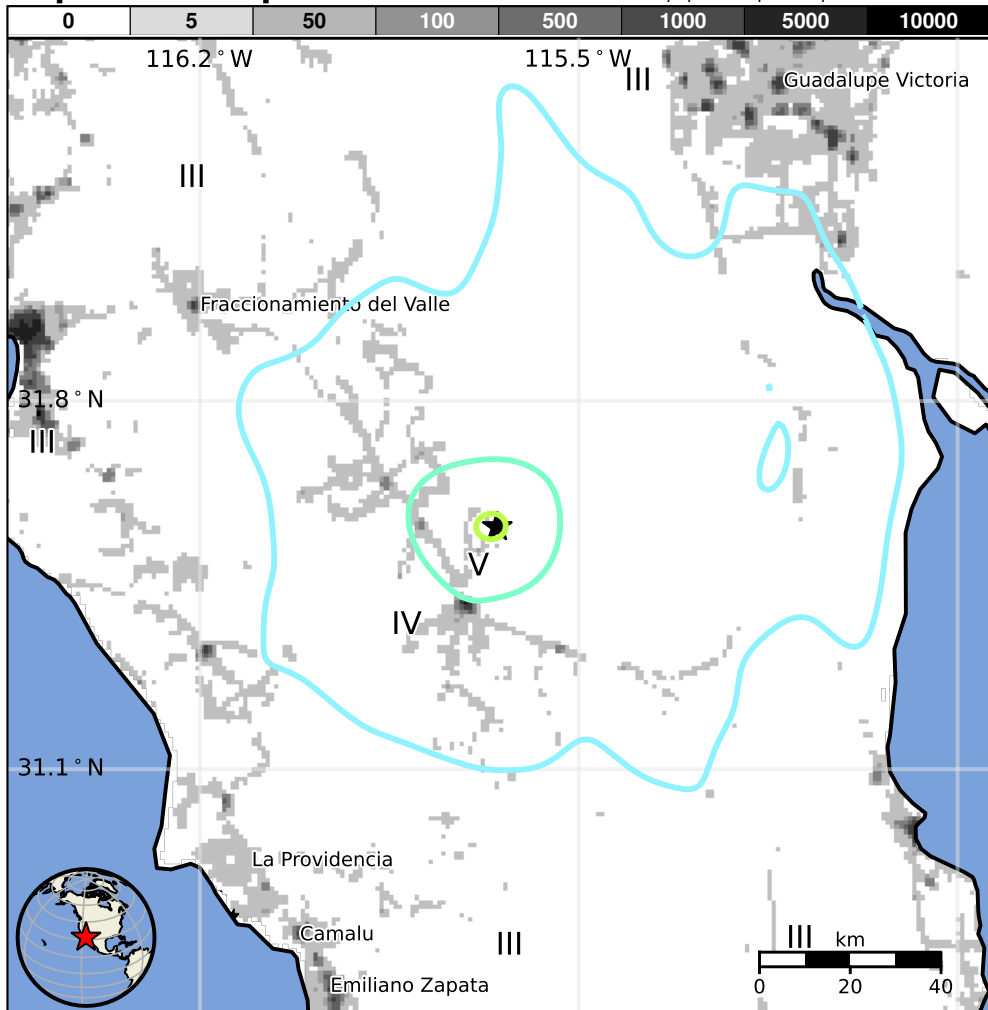 0 5 50 100 500 1000 5000 10000
116.2°W 115.5°W
III
Guadalupe Victoria
III
Fraccionamiento del Valle
31.8°N
III
V
IV
31.1°N
La Providencia
Camalu
III
III
km
Emiliano Zapata
0 20 40